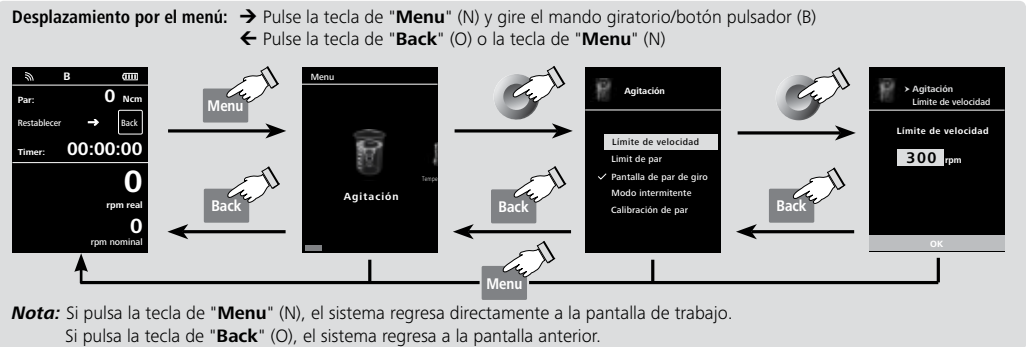 Desplazamiento por el menú: → Pulse la tecla de "Menu" (N) y gire el mando giratorio/botón pulsador (B)
← Pulse la tecla de "Back" (O) o la tecla de "Menu" (N)
B
Par: 0 Ncm
Restablecer → Back
Timer: 00:00:00
0
rpm real
0
rpm nominal
Menu
Back
Menu
Agitación
Back
Agitación
Límite de velocidad
Limit de par
✓ Pantalla de par de giro
Modo intermitente
Calibración de par
Back
> Agitación
Límite de velocidad
Límite de velocidad
300 rpm
OK
Menu
Nota: Si pulsa la tecla de "Menu" (N), el sistema regresa directamente a la pantalla de trabajo.
Si pulsa la tecla de "Back" (O), el sistema regresa a la pantalla anterior.